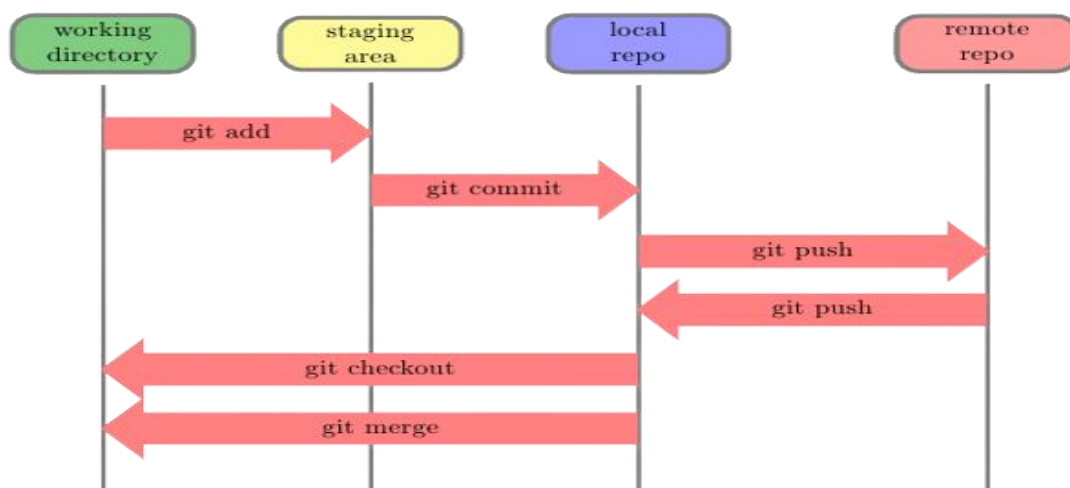 working
directory
staging
area
local
repo
remote
repo
git add
git commit
git push
git push
git checkout
git merge